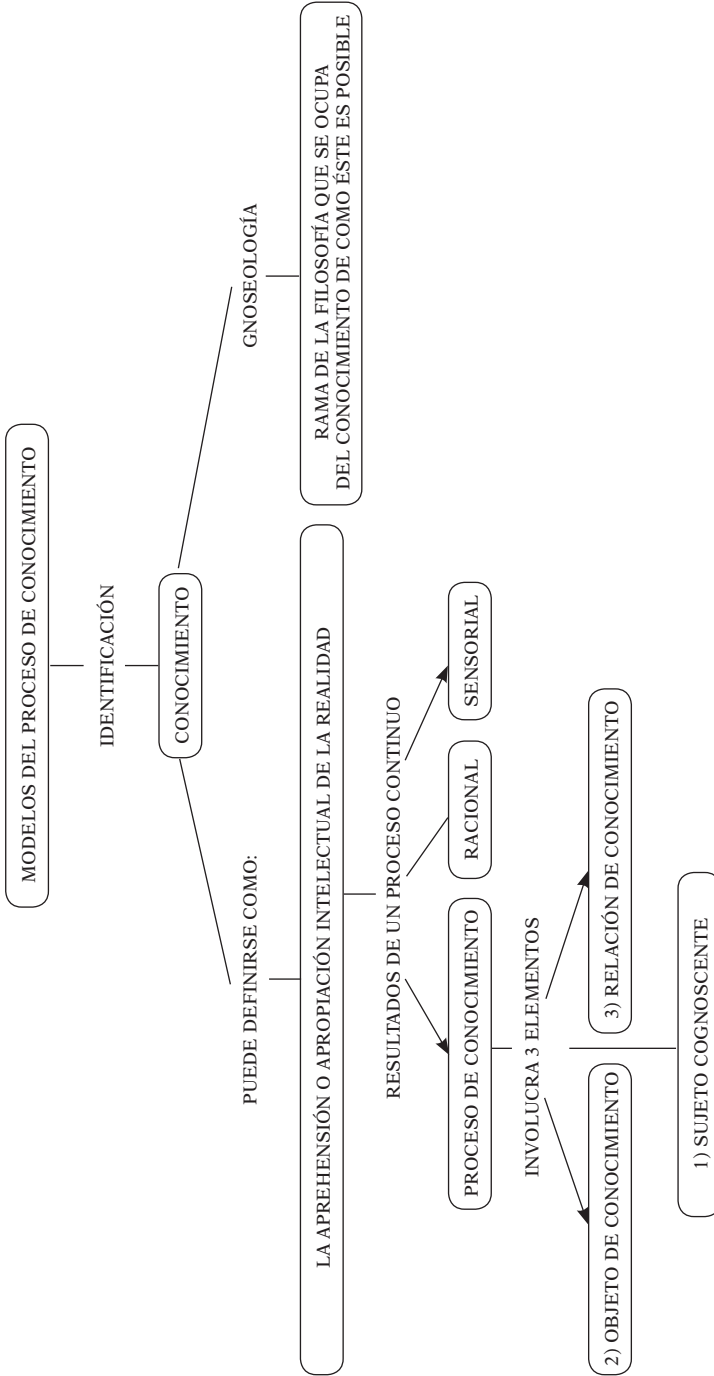 MODELOS DEL PROCESO DE CONOCIMIENTO
IDENTIFICACIÓN
CONOCIMIENTO
PUEDE DEFINIRSE COMO:
GNOSEOLOGÍA
LA APREHENSIÓN O APROPIACIÓN INTELECTUAL DE LA REALIDAD
RAMA DE LA FILOSOFÍA QUE SE OCUPA
DEL CONOCIMIENTO DE COMO ÉSTE ES POSIBLE
RESULTADOS DE UN PROCESO CONTINUO
PROCESO DE CONOCIMIENTO
RACIONAL
SENSORIAL
INVOLUCRA 3 ELEMENTOS
2) OBJETO DE CONOCIMIENTO
3) RELACIÓN DE CONOCIMIENTO
1) SUJETO COGNOSCENTE